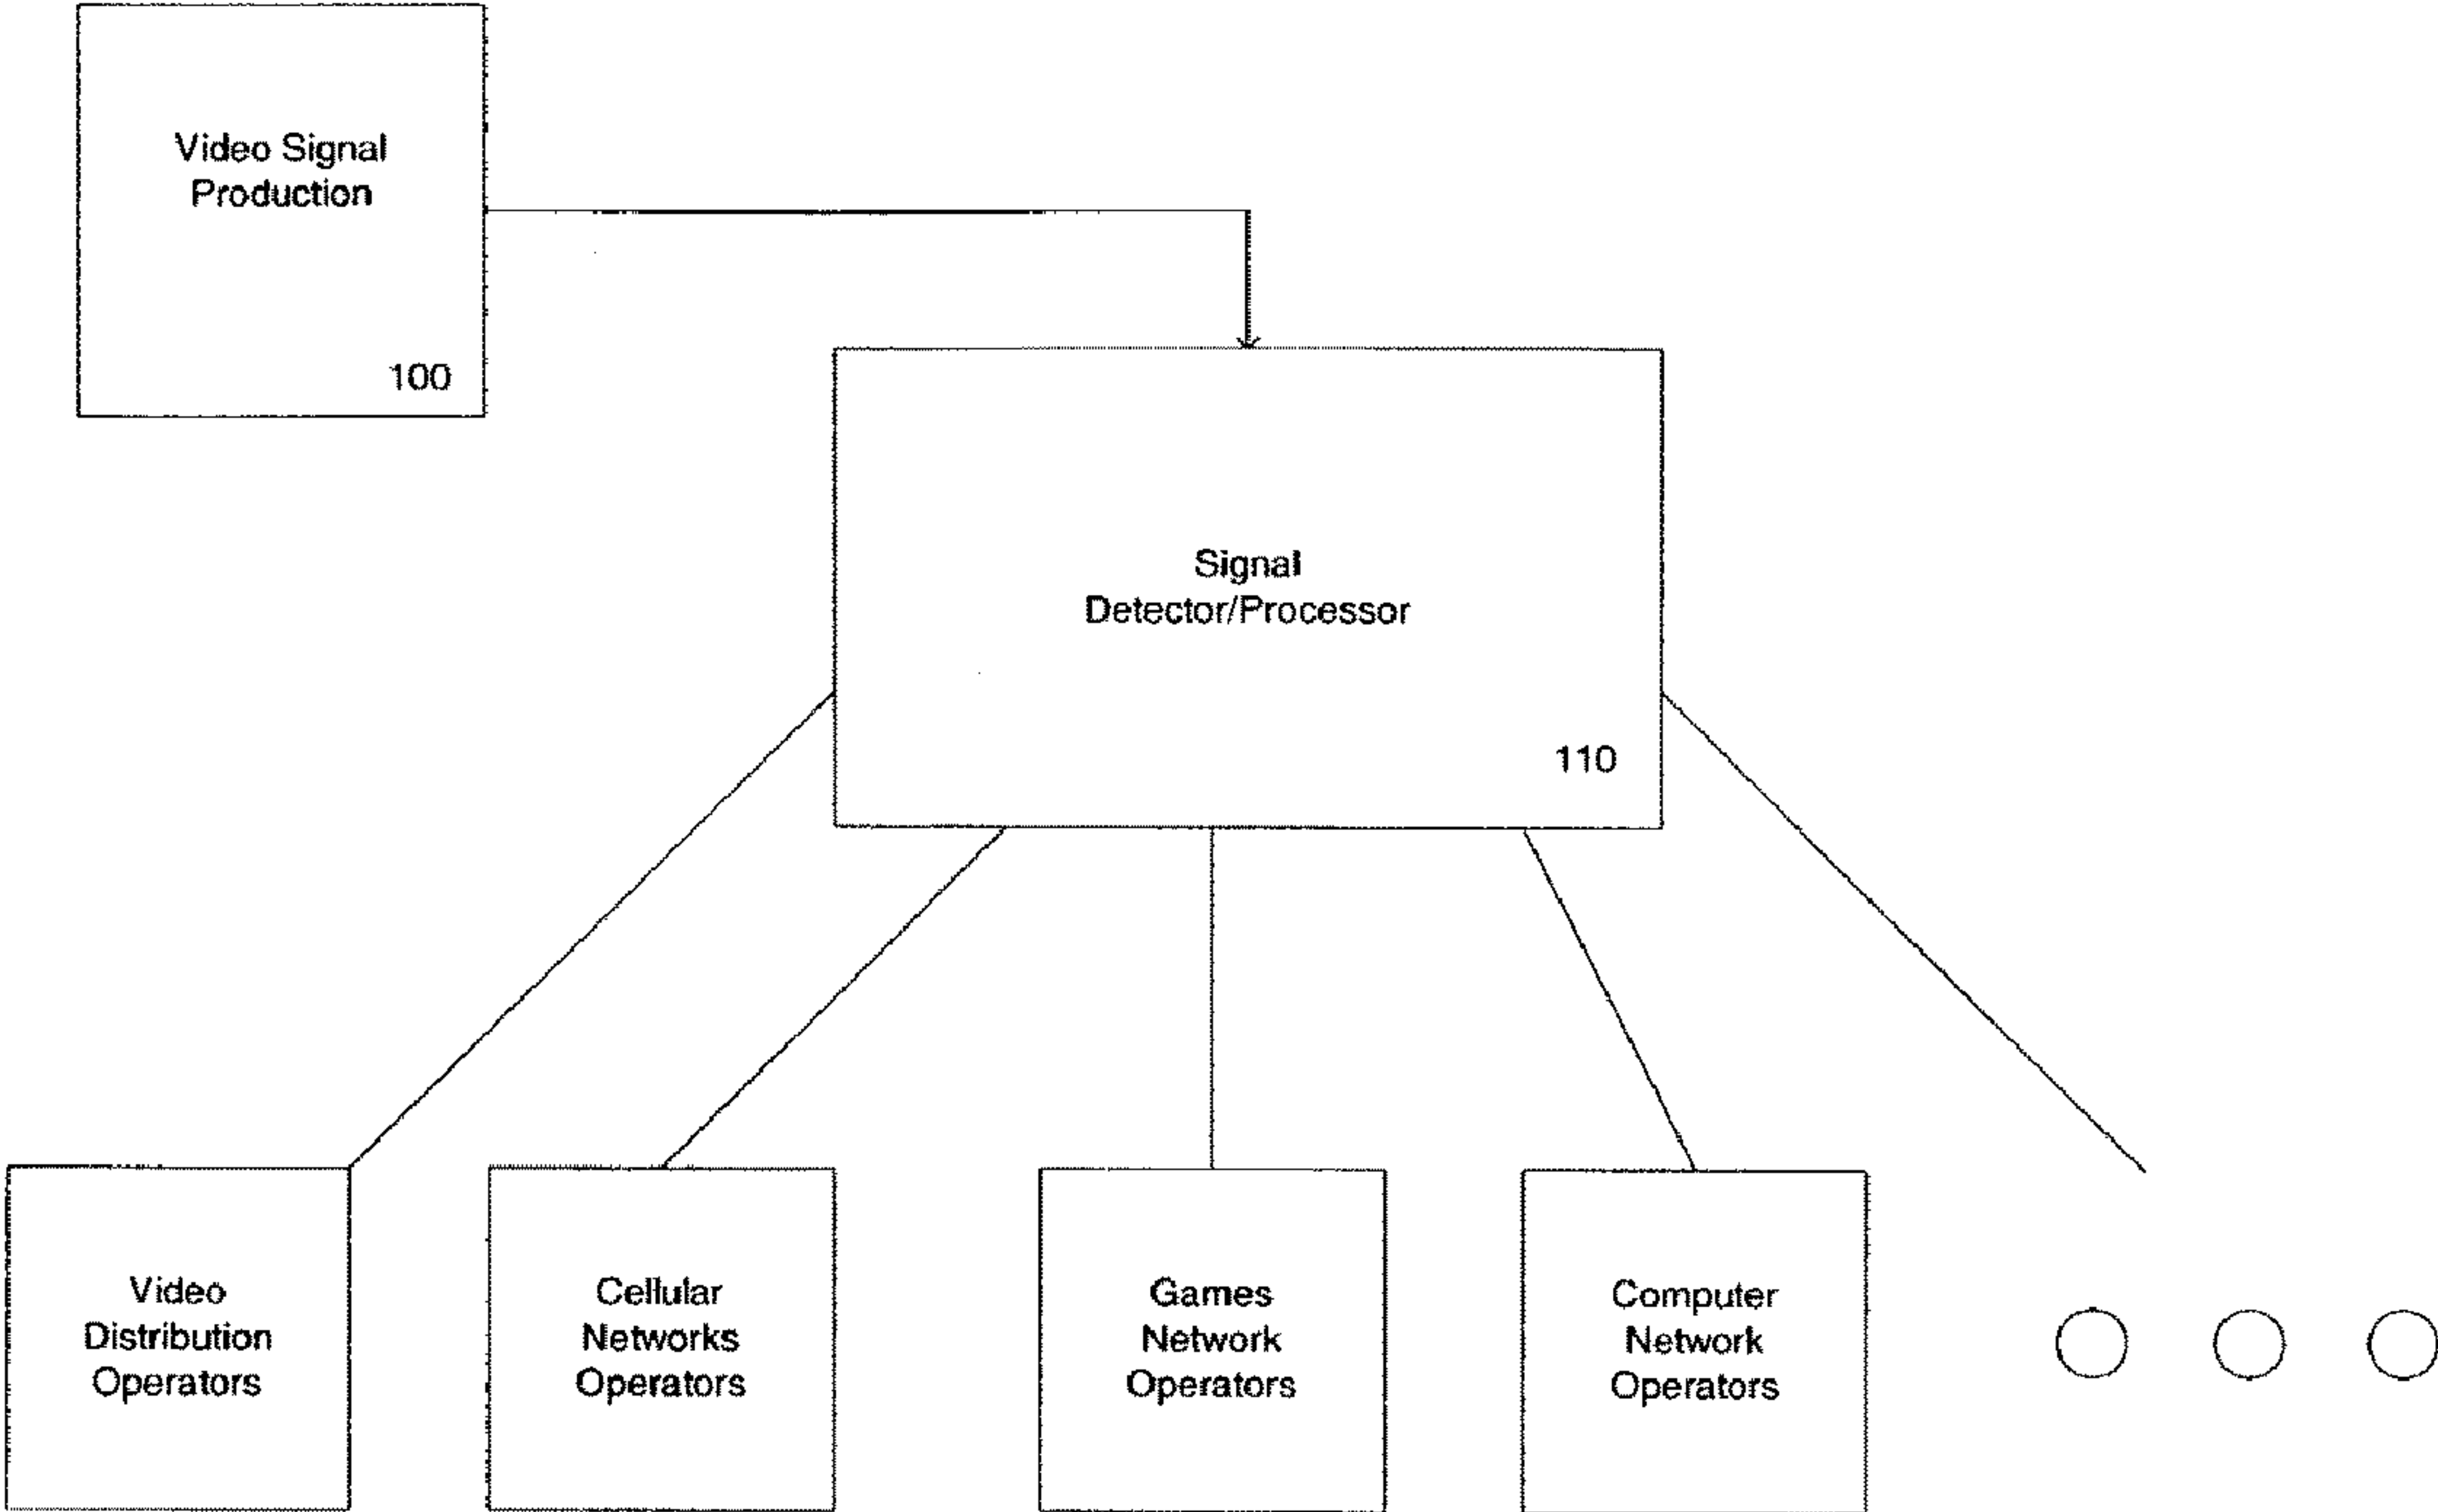 Video Signal
Production
100
Signal
Detector/Processor
110
Video
Distribution
Operators
Cellular
Networks
Operators
Games
Network
Operators
Computer
Network
Operators